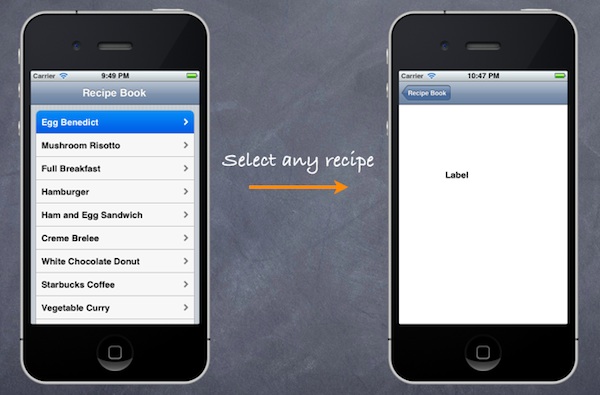 Carrier 9:49 PM
Recipe Book
Egg Benedict
Mushroom Risotto
Full Breakfast
Hamburger
Ham and Egg Sandwich
Creme Brelee
White Chocolate Donut
Starbucks Coffee
Vegetable Curry
Select any recipe
Carrier 10:47 PM
Recipe Book
Label